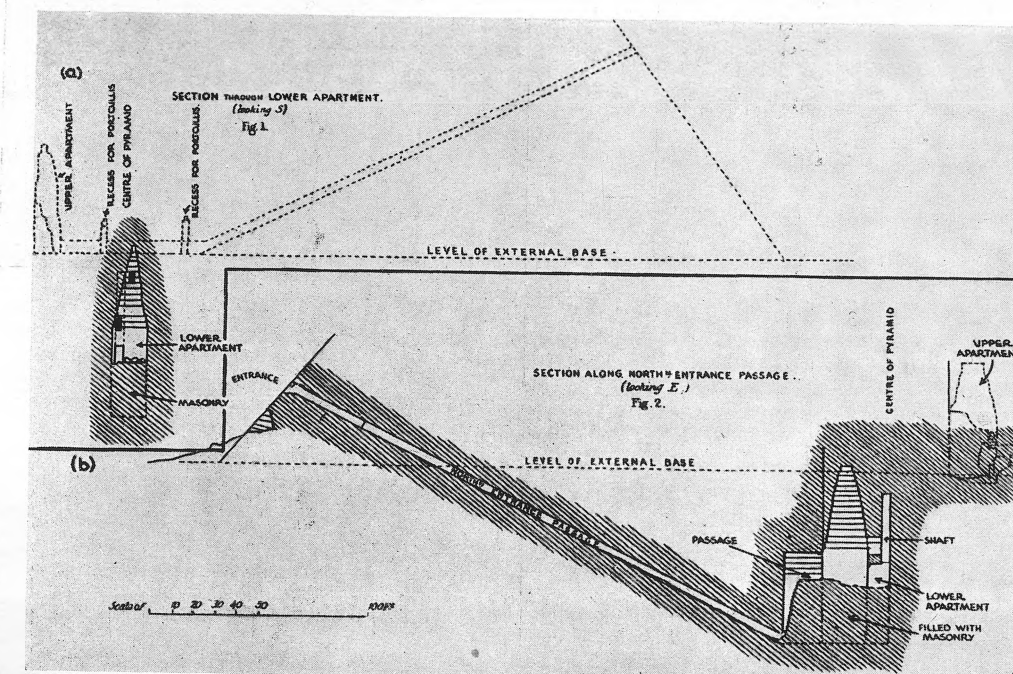 (a)
SECTION THROUGH LOWER APARTMENT.
(looking S)
Fig. 1.
UPPER APARTMENT
RECESS FOR PORTCULLIS
CENTRE OF PYRAMID
RECESS FOR PORTCULLIS.
LEVEL OF EXTERNAL BASE
LOWER
APARTMENT
MASONRY
ENTRANCE
SECTION ALONG NORTHN ENTRANCE PASSAGE.
(looking E.)
Fig. 2.
CENTRE OF PYRAMID
UPPER
APARTMENT
(b)
LEVEL OF EXTERNAL BASE
NORTHN ENTRANCE PASSAGE
PASSAGE
SHAFT
LOWER
APARTMENT
FILLED WITH
MASONRY
Scale of 10 20 30 40 50 100 Ft